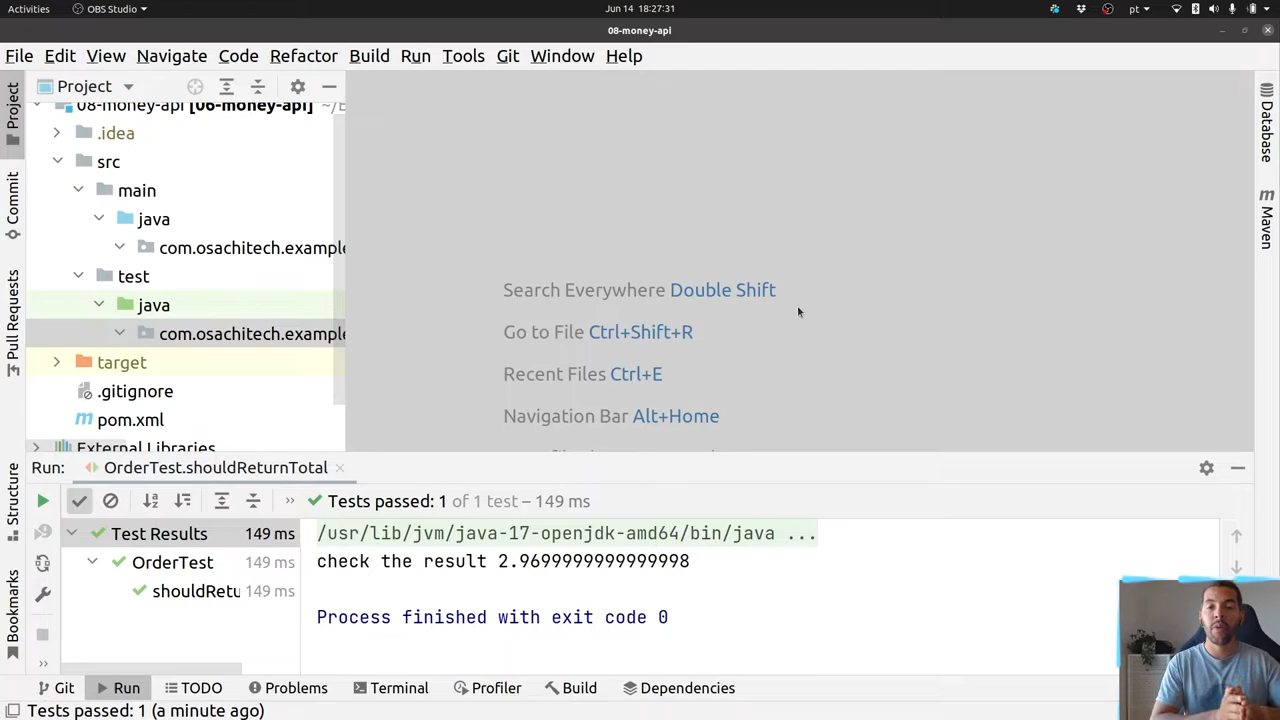 Activities OBS Studio Jun 14 18:27:31 pt
08-money-api
File Edit View Navigate Code Refactor Build Run Tools Git Window Help
Project
08-money-api [06-money-api]
.idea
src
main
java
com.osachitech.example
test
java
com.osachitech.example
target
.gitignore
pom.xml
External Libraries
Project
Commit
Pull Requests
Structure
Bookmarks
Database
Maven
Search Everywhere Double Shift
Go to File Ctrl+Shift+R
Recent Files Ctrl+E
Navigation Bar Alt+Home
Run: OrderTest.shouldReturnTotal
Tests passed: 1 of 1 test – 149 ms
Test Results 149 ms
OrderTest 149 ms
shouldRetu 149 ms
/usr/lib/jvm/java-17-openjdk-amd64/bin/java ...
check the result 2.9699999999999998
Process finished with exit code 0
Git Run TODO Problems Terminal Profiler Build Dependencies
Tests passed: 1 (a minute ago)